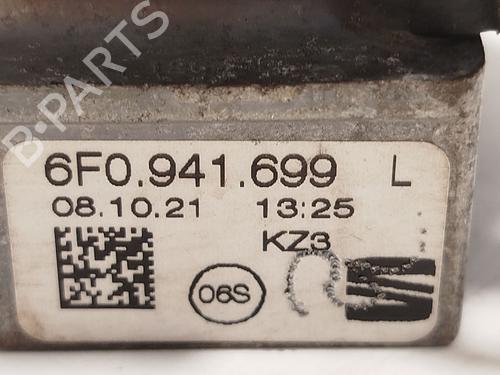 B-PARTS
6F0.941.699 L
08.10.21 13:25
KZ3
06S